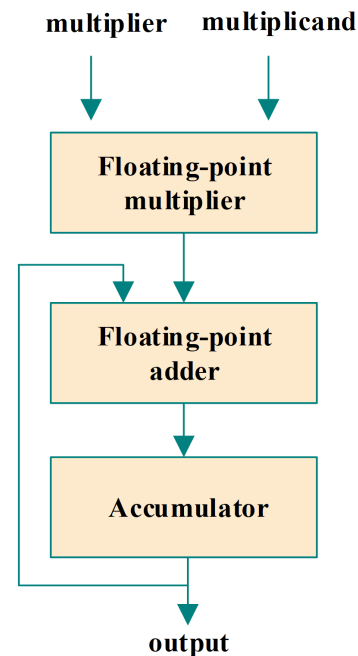 multiplier multiplicand
Floating-point
multiplier
Floating-point
adder
Accumulator
output